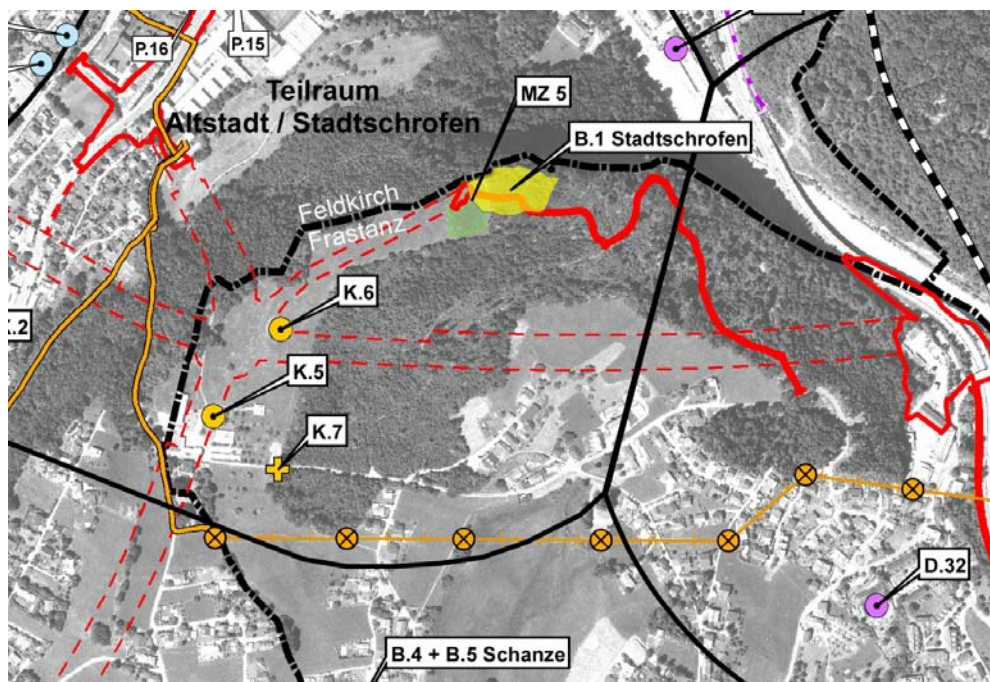 P.16
P.15
Teilraum
Altstadt / Stadtschrofen
MZ 5
B.1 Stadtschrofen
Feldkirch
Frastanz
K.6
K.2
K.5
K.7
D.32
B.4 + B.5 Schanze